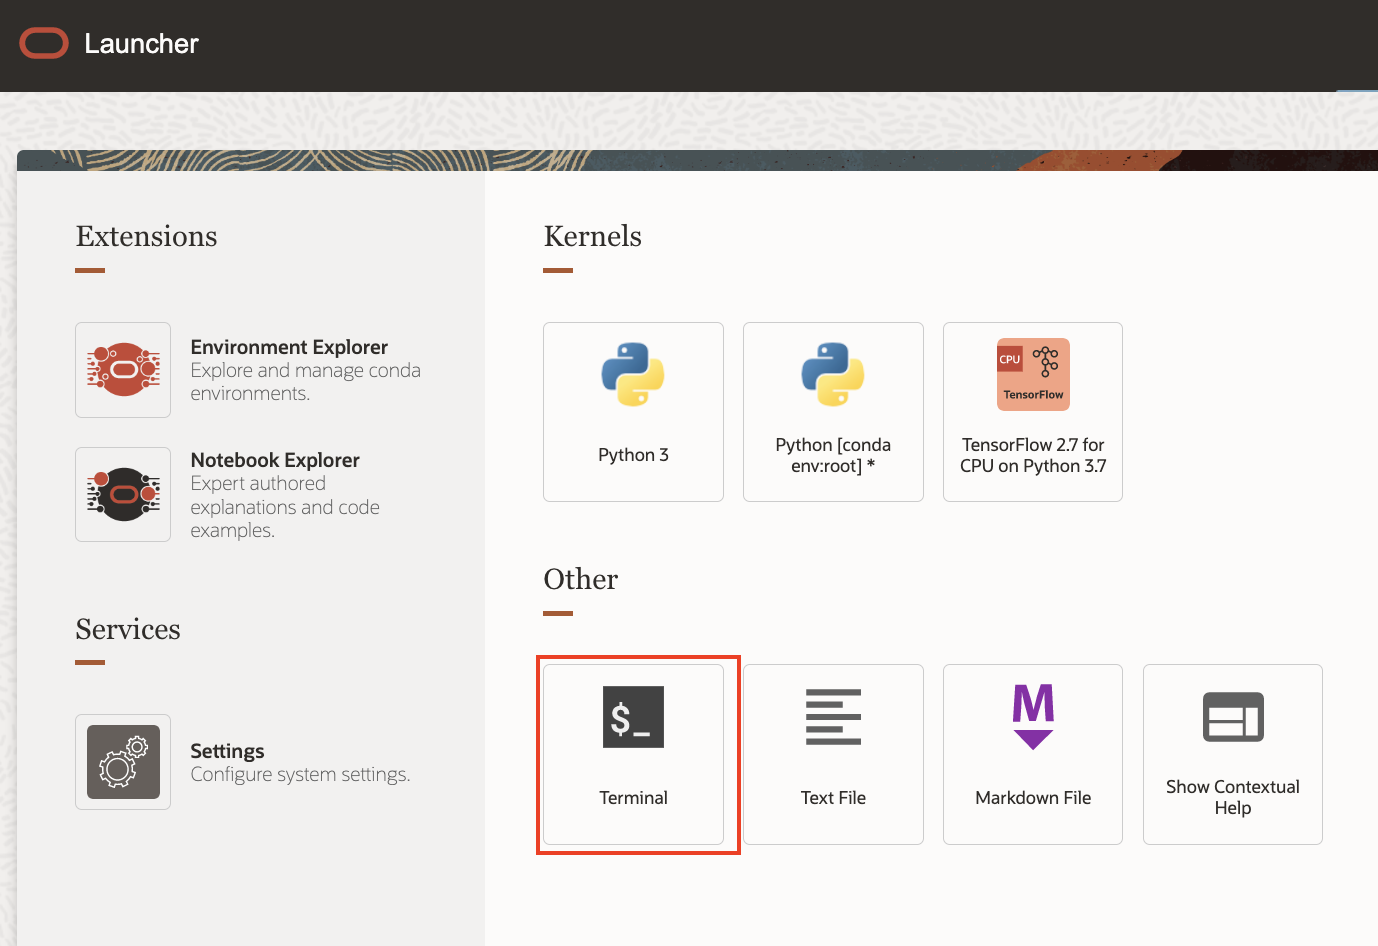 Launcher
Extensions
Environment Explorer
Explore and manage conda
environments.
Notebook Explorer
Expert authored
explanations and code
examples.
Services
Settings
Configure system settings.
Kernels
Python 3
Python [conda
env:root] *
CPU
TensorFlow
TensorFlow 2.7 for
CPU on Python 3.7
Other
$_
Terminal
Text File
M
Markdown File
Show Contextual
Help